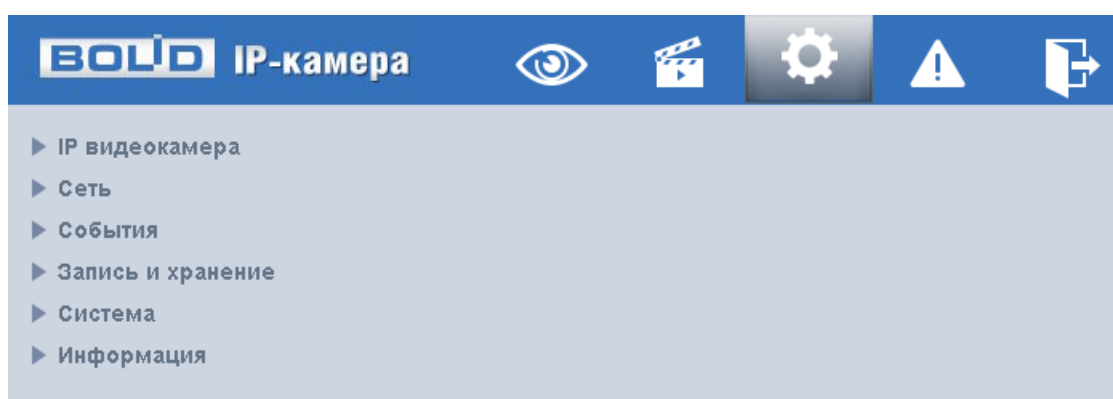 BOLID IP-камера
IP видеокамера
Сеть
События
Запись и хранение
Система
Информация